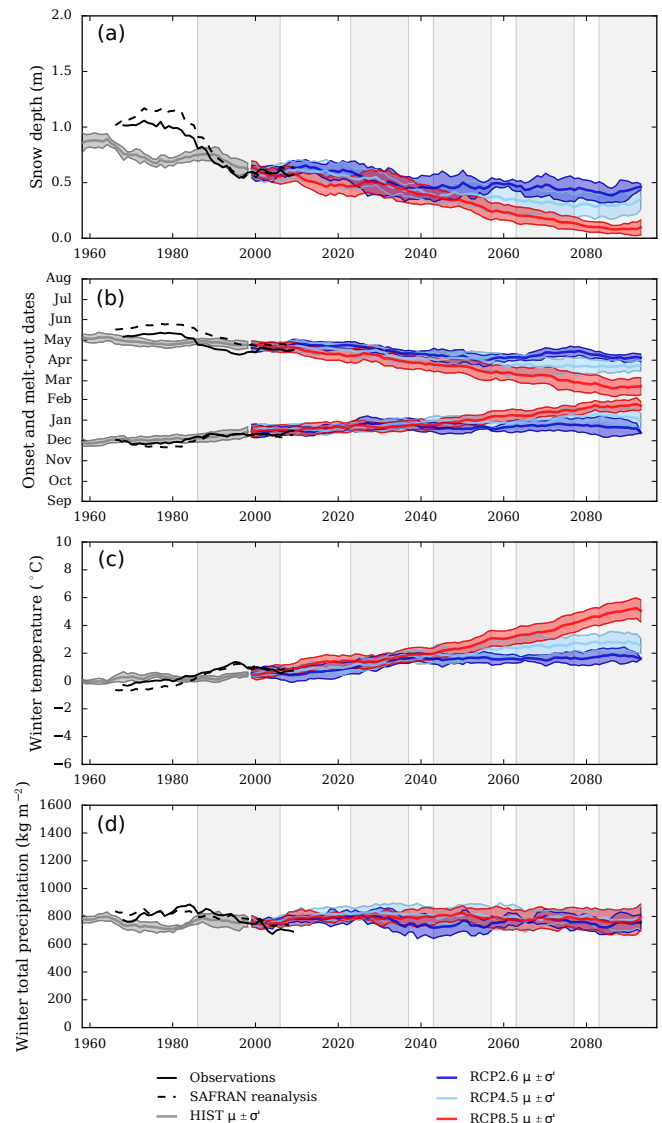 (a)
Snow depth (m)
2.0
1.5
1.0
0.5
0.0
1960 1980 2000 2020 2040 2060 2080
(b)
Onset and melt-out dates
Aug
Jul
Jun
May
Apr
Mar
Feb
Jan
Dec
Nov
Oct
Sep
1960 1980 2000 2020 2040 2060 2080
(c)
Winter temperature (°C)
10
8
6
4
2
0
−2
−4
−6
1960 1980 2000 2020 2040 2060 2080
(d)
Winter total precipitation (kg m⁻²)
1600
1400
1200
1000
800
600
400
200
0
1960 1980 2000 2020 2040 2060 2080
Observations
SAFRAN reanalysis
HIST μ ± σ'
RCP2.6 μ ± σ'
RCP4.5 μ ± σ'
RCP8.5 μ ± σ'